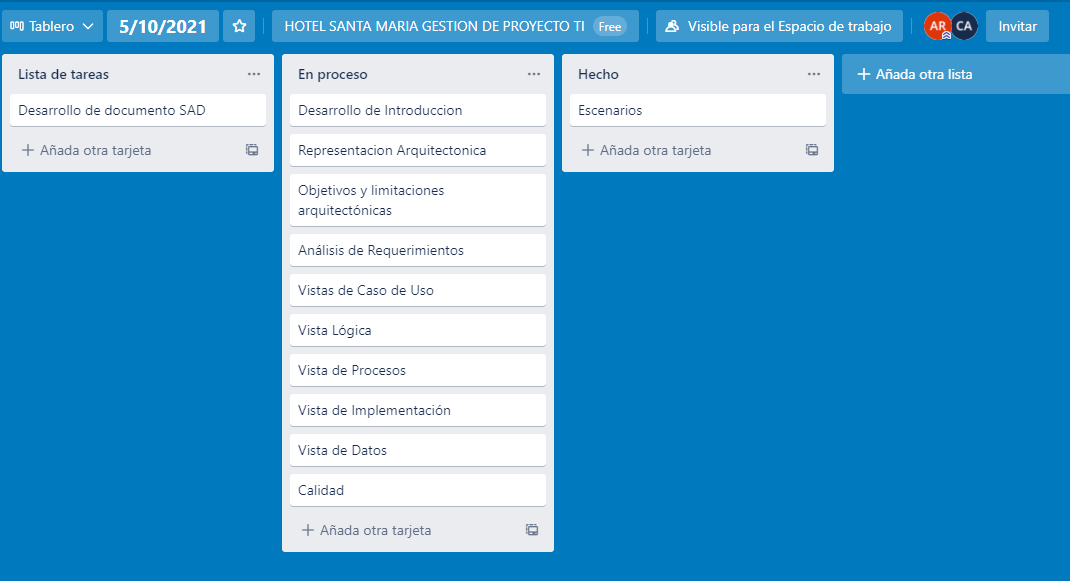 Tablero
5/10/2021
HOTEL SANTA MARIA GESTION DE PROYECTO TI Free
Visible para el Espacio de trabajo
AR
CA
Invitar
Lista de tareas
Desarrollo de documento SAD
Añada otra tarjeta
En proceso
Desarrollo de Introduccion
Representacion Arquitectonica
Objetivos y limitaciones
arquitectónicas
Análisis de Requerimientos
Vistas de Caso de Uso
Vista Lógica
Vista de Procesos
Vista de Implementación
Vista de Datos
Calidad
Añada otra tarjeta
Hecho
Escenarios
Añada otra tarjeta
Añada otra lista